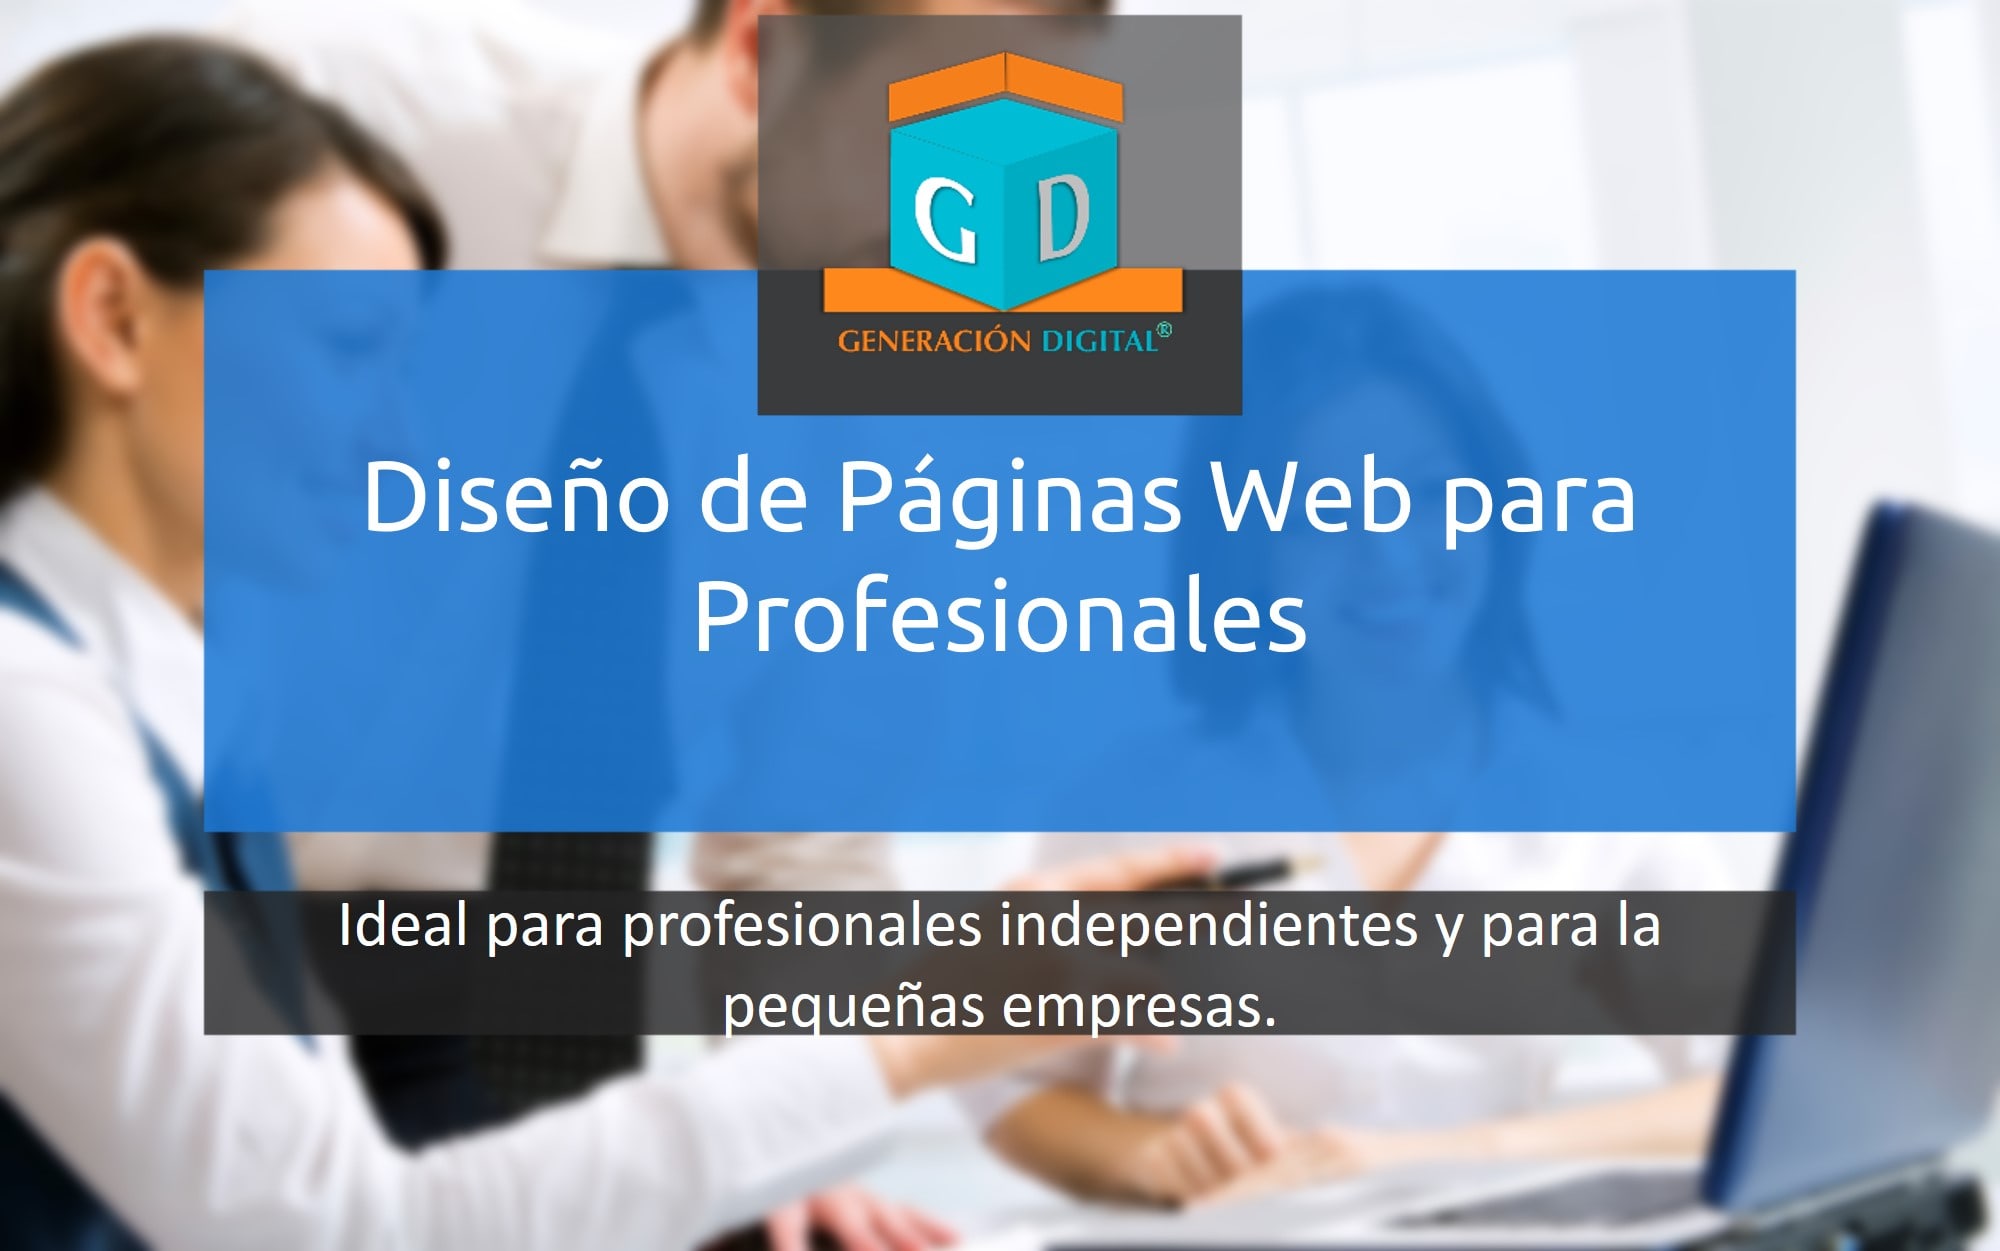 G D
GENERACIÓN DIGITAL®
Diseño de Páginas Web para
Profesionales
Ideal para profesionales independientes y para la
pequeñas empresas.